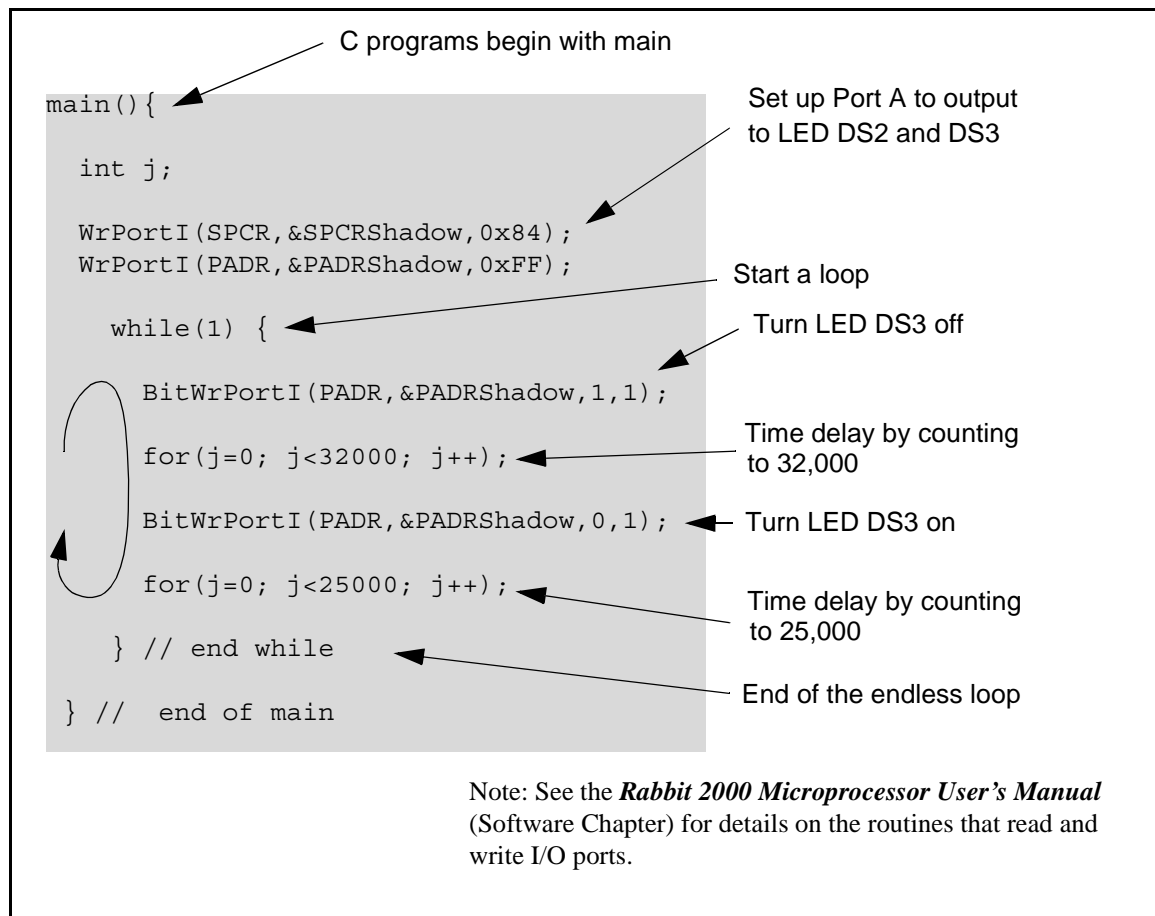 C programs begin with main
main(){
Set up Port A to output
to LED DS2 and DS3
int j;
WrPortI(SPCR,&SPCRShadow,0x84);
WrPortI(PADR,&PADRShadow,0xFF);
Start a loop
while(1) {
Turn LED DS3 off
BitWrPortI(PADR,&PADRShadow,1,1);
Time delay by counting
to 32,000
for(j=0; j<32000; j++);
BitWrPortI(PADR,&PADRShadow,0,1);
Turn LED DS3 on
for(j=0; j<25000; j++);
Time delay by counting
to 25,000
} // end while
End of the endless loop
} //  end of main
Note: See the Rabbit 2000 Microprocessor User's Manual
(Software Chapter) for details on the routines that read and
write I/O ports.